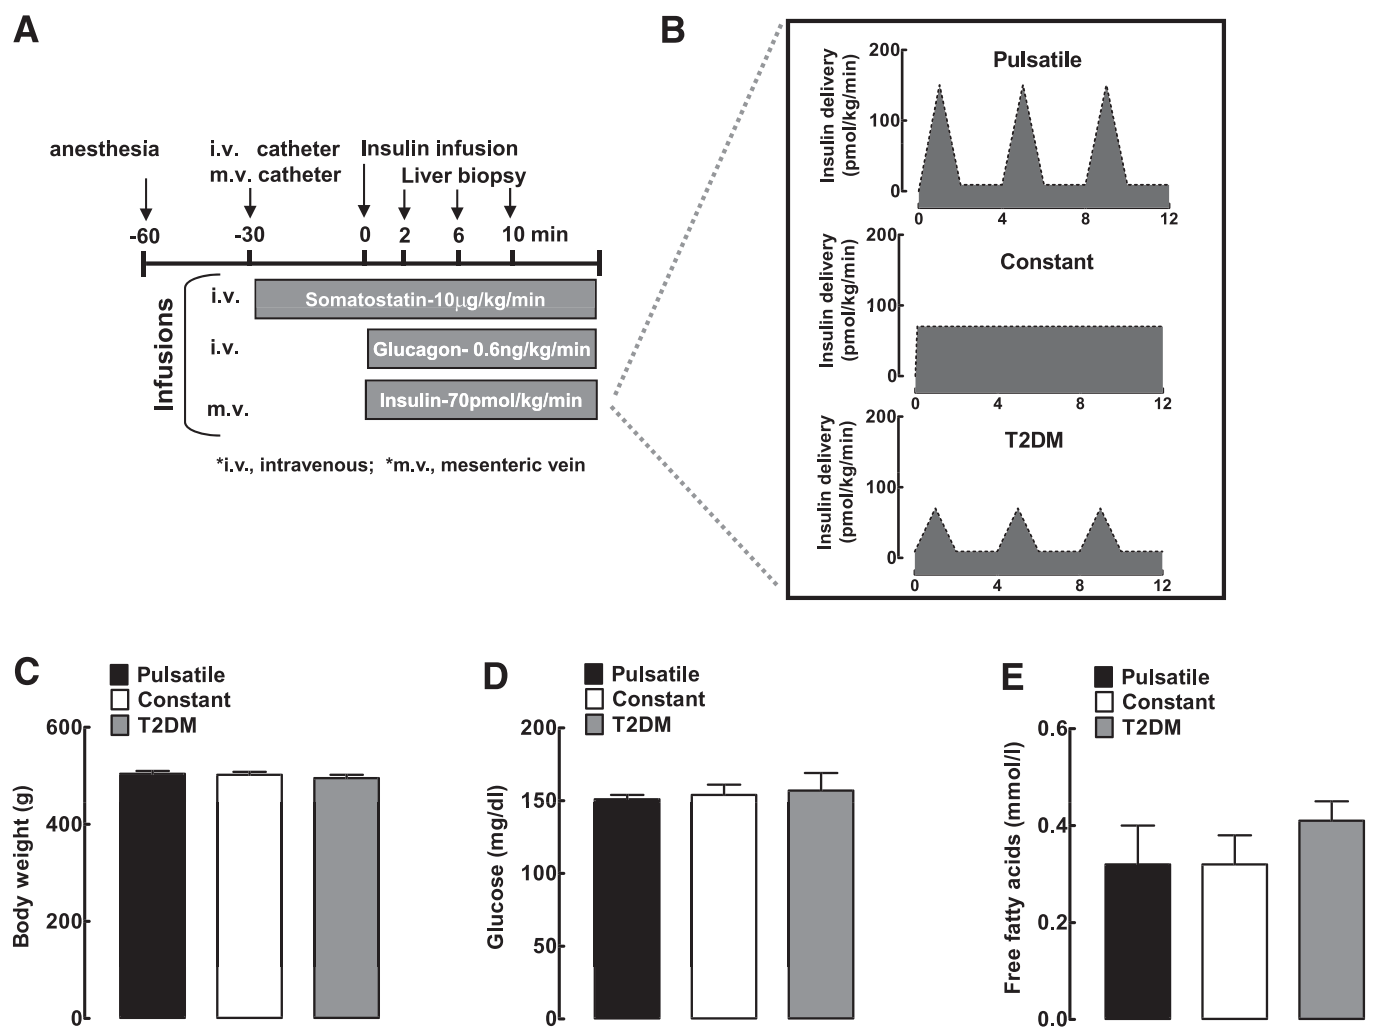 A
anesthesia
i.v. catheter
m.v. catheter
Insulin infusion
Liver biopsy
-60
-30
0
2
6
10 min
Infusions
i.v.
Somatostatin-10µg/kg/min
i.v.
Glucagon- 0.6ng/kg/min
m.v.
Insulin-70pmol/kg/min
*i.v., intravenous; *m.v., mesenteric vein
B
Pulsatile
Insulin delivery
(pmol/kg/min)
200
100
0
0 4 8 12
Constant
Insulin delivery
(pmol/kg/min)
200
100
0
0 4 8 12
T2DM
Insulin delivery
(pmol/kg/min)
200
100
0
0 4 8 12
C
Pulsatile
Constant
T2DM
Body weight (g)
600
400
200
0
D
Pulsatile
Constant
T2DM
Glucose (mg/dl)
200
150
100
50
0
E
Pulsatile
Constant
T2DM
Free fatty acids (mmol/l)
0.6
0.4
0.2
0.0